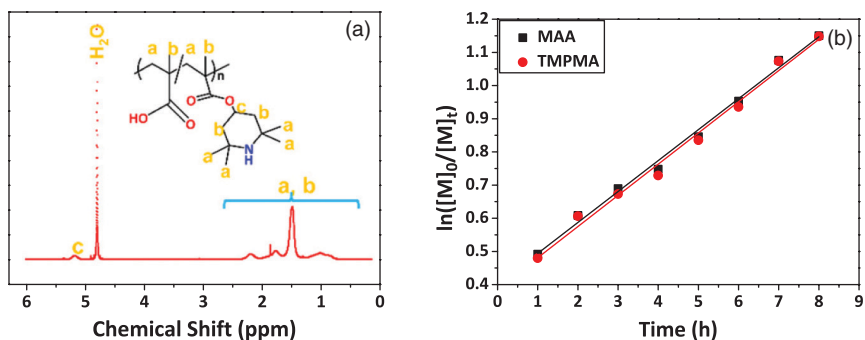 (a)
H₂O
a b a b
n
O
O
HO
O
c
b
b
a
a
NH
a
a
a, b
c
6 5 4 3 2 1 0
Chemical Shift (ppm)
(b)
MAA
TMPMA
1.2
1.1
1.0
0.9
0.8
0.7
0.6
0.5
0.4
ln([M]₀/[M]ₜ)
0 1 2 3 4 5 6 7 8 9
Time (h)